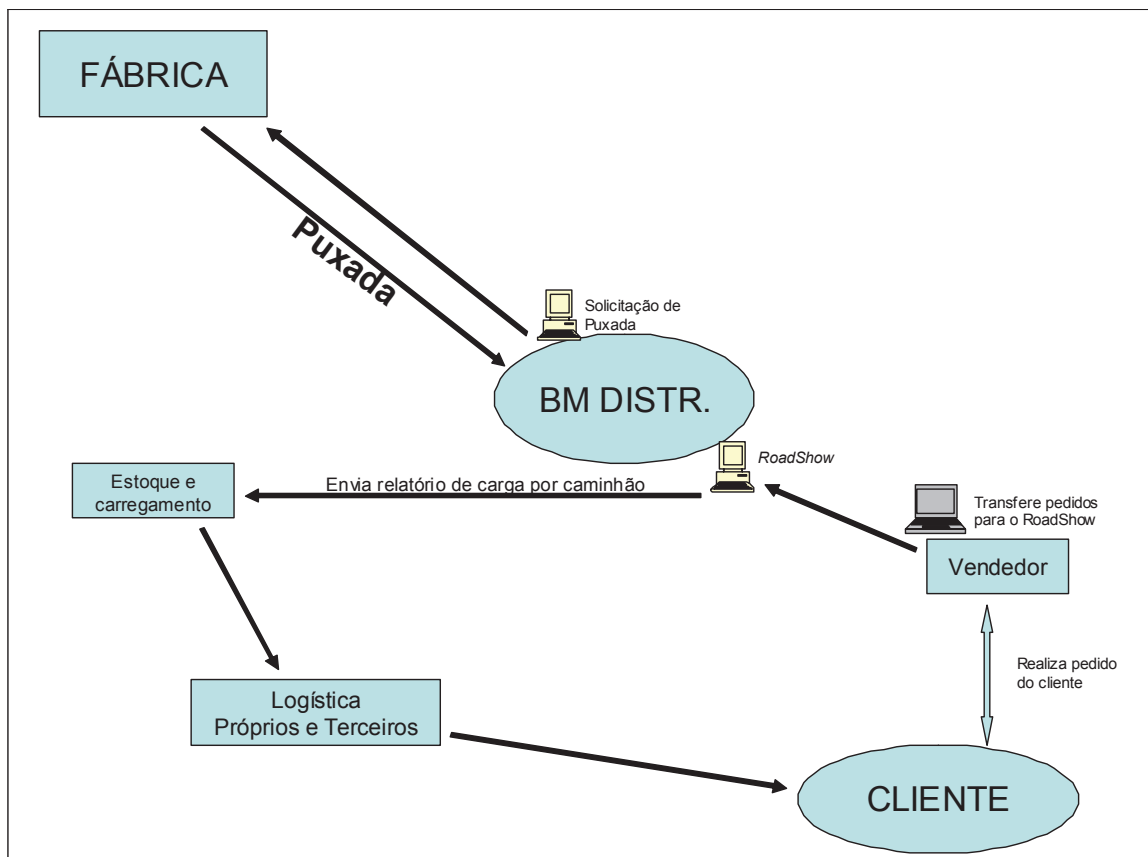 FÁBRICA
Puxada
Solicitação de
Puxada
BM DISTR.
RoadShow
Envia relatório de carga por caminhão
Estoque e
carregamento
Transfere pedidos
para o RoadShow
Vendedor
Realiza pedido
do cliente
Logística
Próprios e Terceiros
CLIENTE